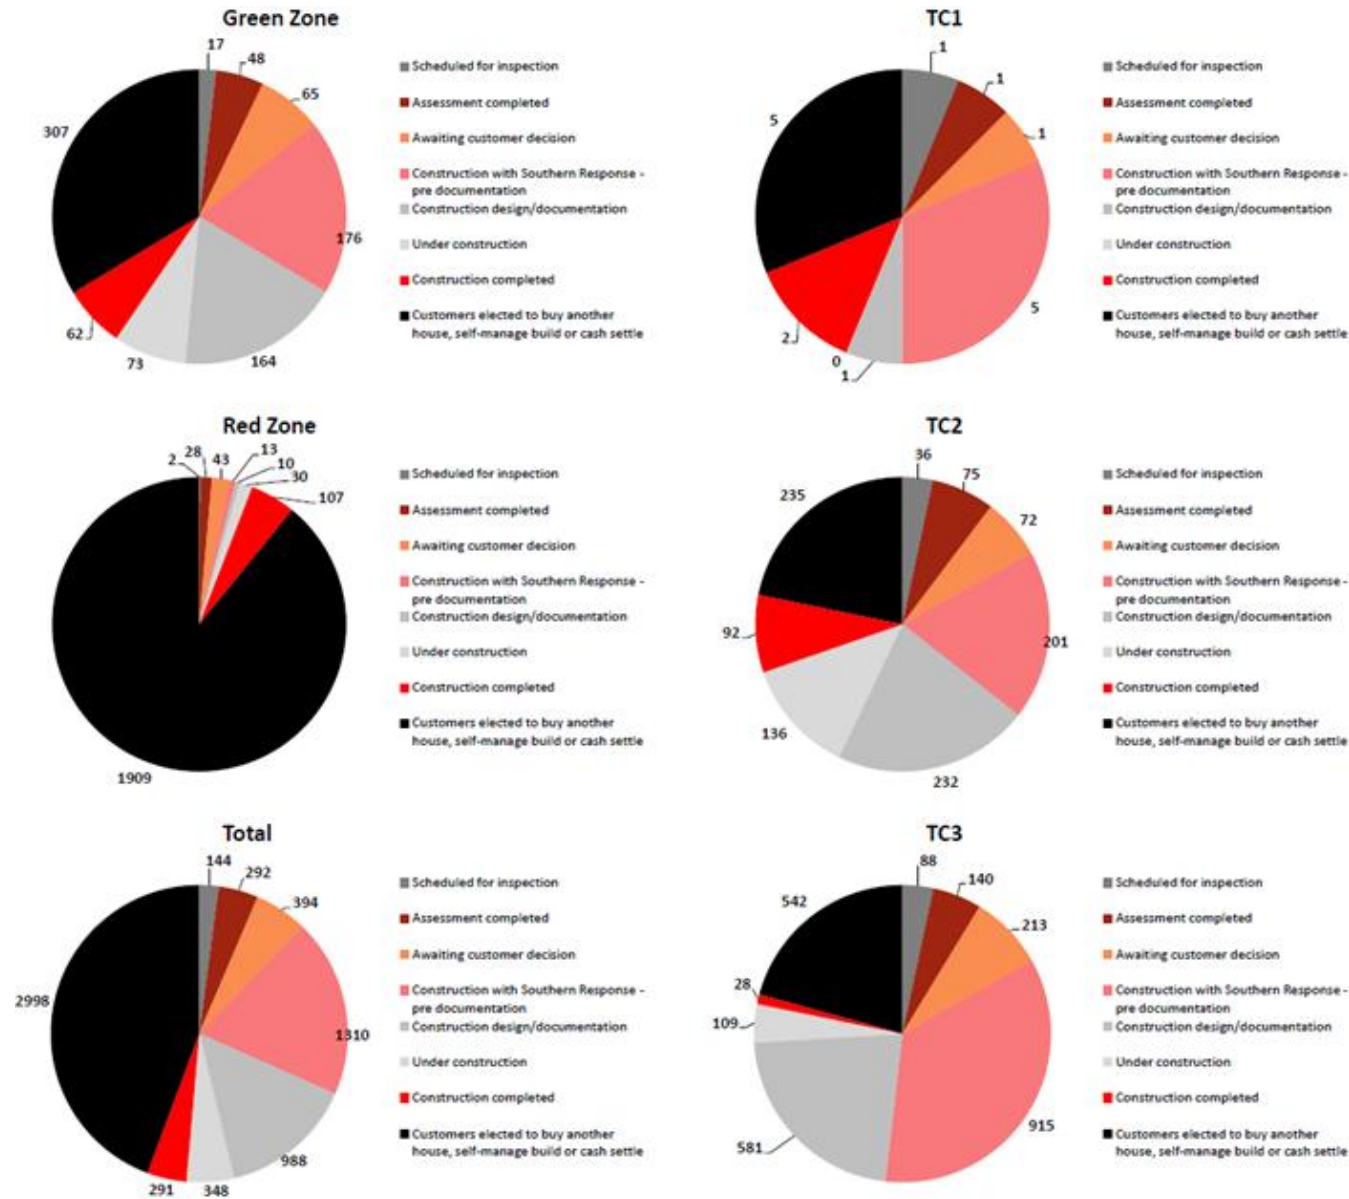 Green Zone
17
48
65
176
164
73
62
307
Scheduled for inspection
Assessment completed
Awaiting customer decision
Construction with Southern Response -
pre documentation
Construction design/documentation
Under construction
Construction completed
Customers elected to buy another
house, self-manage build or cash settle
TC1
1
1
1
5
1
0
2
5
Scheduled for inspection
Assessment completed
Awaiting customer decision
Construction with Southern Response -
pre documentation
Construction design/documentation
Under construction
Construction completed
Customers elected to buy another
house, self-manage build or cash settle
Red Zone
2
28
43
13
10
30
107
1909
Scheduled for inspection
Assessment completed
Awaiting customer decision
Construction with Southern Response -
pre documentation
Construction design/documentation
Under construction
Construction completed
Customers elected to buy another
house, self-manage build or cash settle
TC2
36
75
72
201
232
136
92
235
Scheduled for inspection
Assessment completed
Awaiting customer decision
Construction with Southern Response -
pre documentation
Construction design/documentation
Under construction
Construction completed
Customers elected to buy another
house, self-manage build or cash settle
Total
144
292
394
1310
988
348
291
2998
Scheduled for inspection
Assessment completed
Awaiting customer decision
Construction with Southern Response -
pre documentation
Construction design/documentation
Under construction
Construction completed
Customers elected to buy another
house, self-manage build or cash settle
TC3
88
140
213
915
581
109
28
542
Scheduled for inspection
Assessment completed
Awaiting customer decision
Construction with Southern Response -
pre documentation
Construction design/documentation
Under construction
Construction completed
Customers elected to buy another
house, self-manage build or cash settle